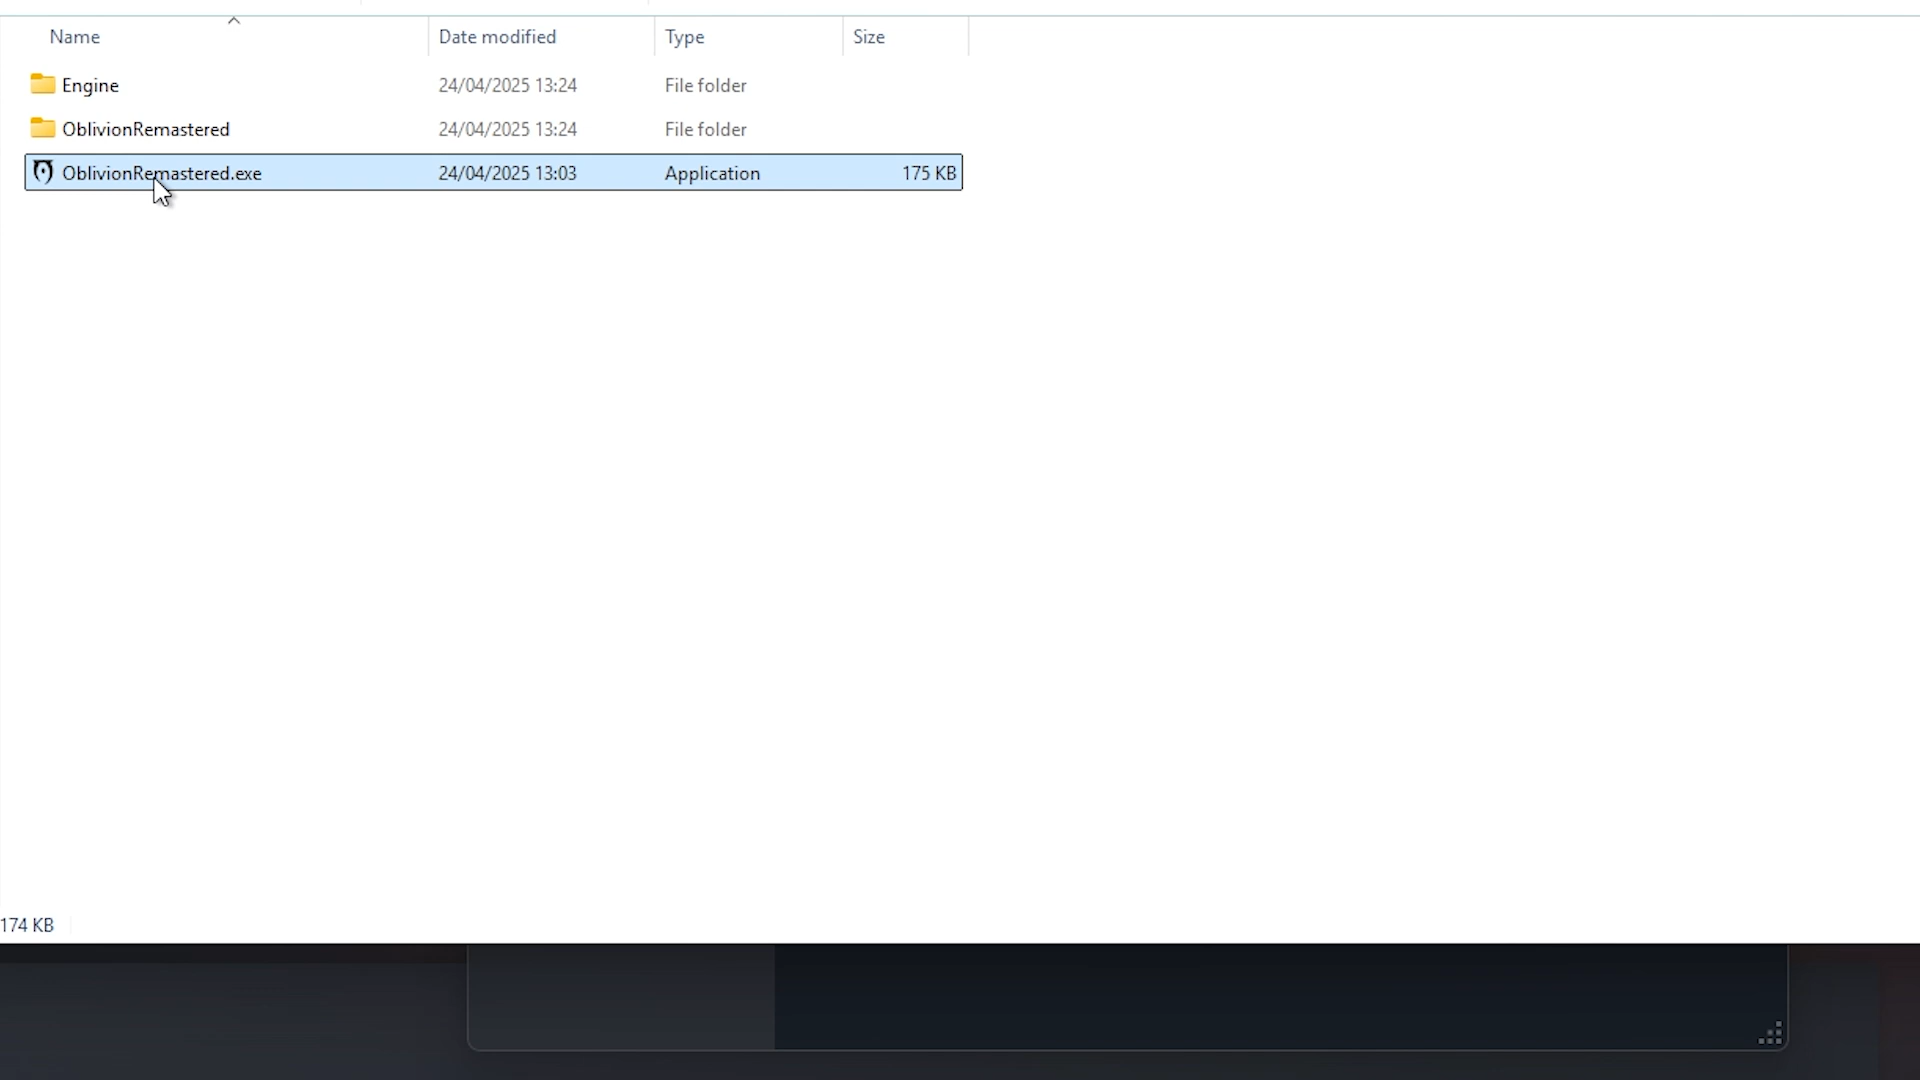 Name Date modified Type Size
Engine 24/04/2025 13:24 File folder
OblivionRemastered 24/04/2025 13:24 File folder
OblivionRemastered.exe 24/04/2025 13:03 Application 175 KB
174 KB